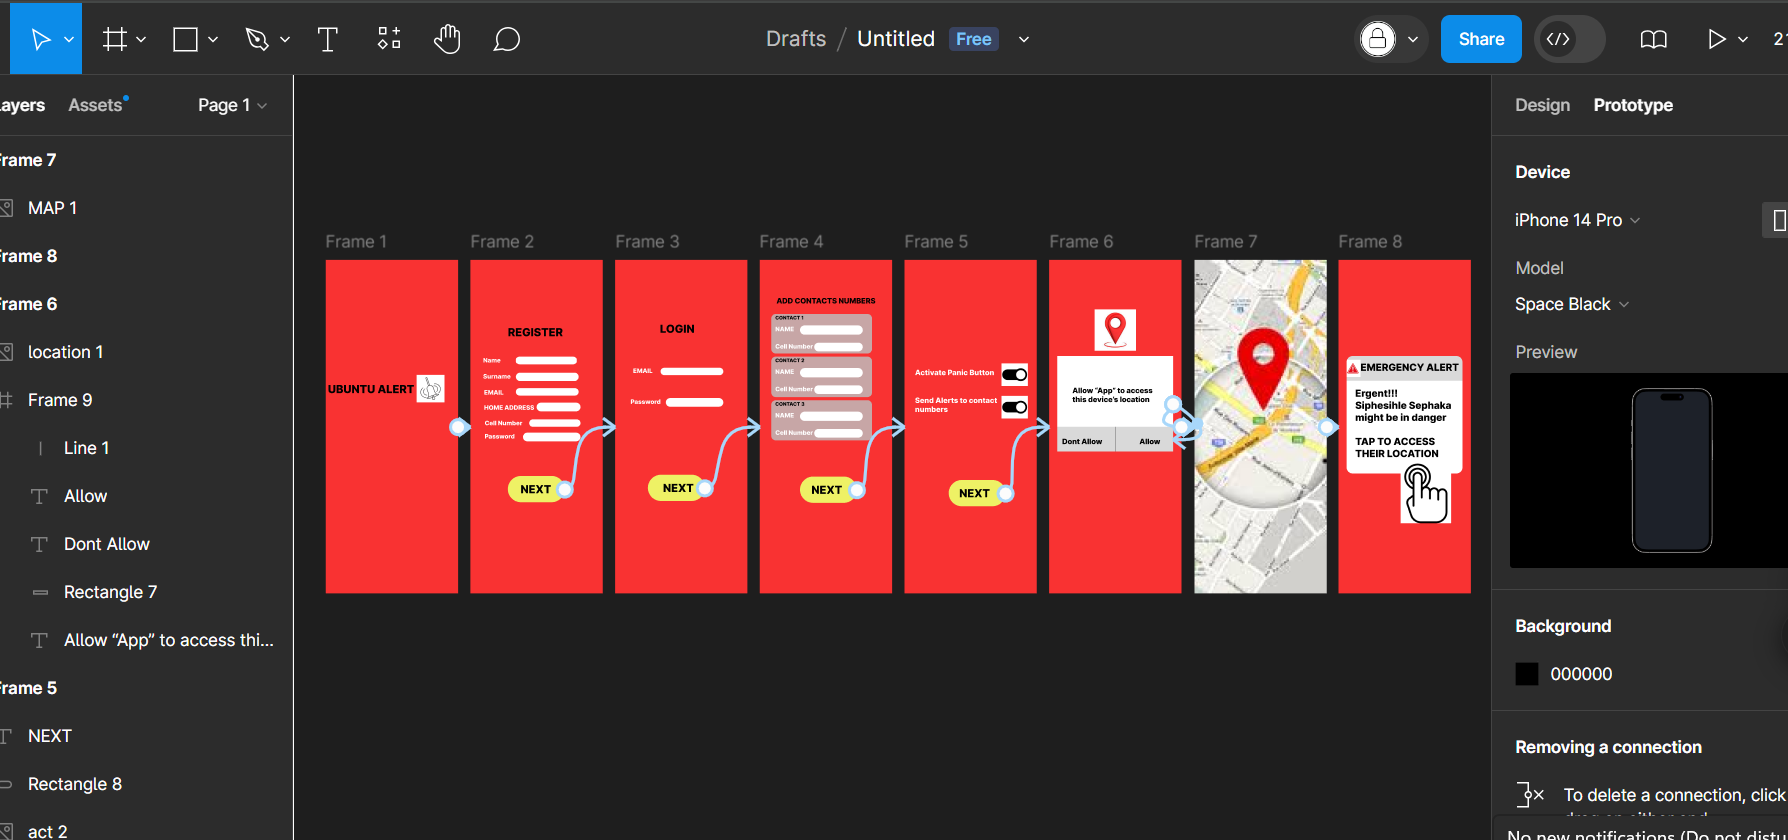 Drafts / Untitled Free
Share
21
Layers Assets Page 1
Design Prototype
Frame 7
MAP 1
Frame 8
Frame 6
location 1
Frame 9
Line 1
Allow
Dont Allow
Rectangle 7
Allow “App” to access thi...
Frame 5
NEXT
Rectangle 8
act 2
Frame 1
UBUNTU ALERT
Frame 2
REGISTER
Name
Surname
EMAIL
HOME ADDRESS
Cell Number
Password
NEXT
Frame 3
LOGIN
EMAIL
Password
NEXT
Frame 4
ADD CONTACTS NUMBERS
CONTACT 1
NAME
Cell Number
CONTACT 2
NAME
Cell Number
CONTACT 3
NAME
Cell Number
NEXT
Frame 5
Activate Panic Button
Send Alerts to contact
numbers
NEXT
Frame 6
Allow “App” to access
this device's location
Dont Allow Allow
Frame 7
Frame 8
EMERGENCY ALERT
Ergent!!!
Siphesihle Sephaka
might be in danger
TAP TO ACCESS
THEIR LOCATION
Device
iPhone 14 Pro
Model
Space Black
Preview
Background
000000
Removing a connection
To delete a connection, click
No new notifications (Do not distu